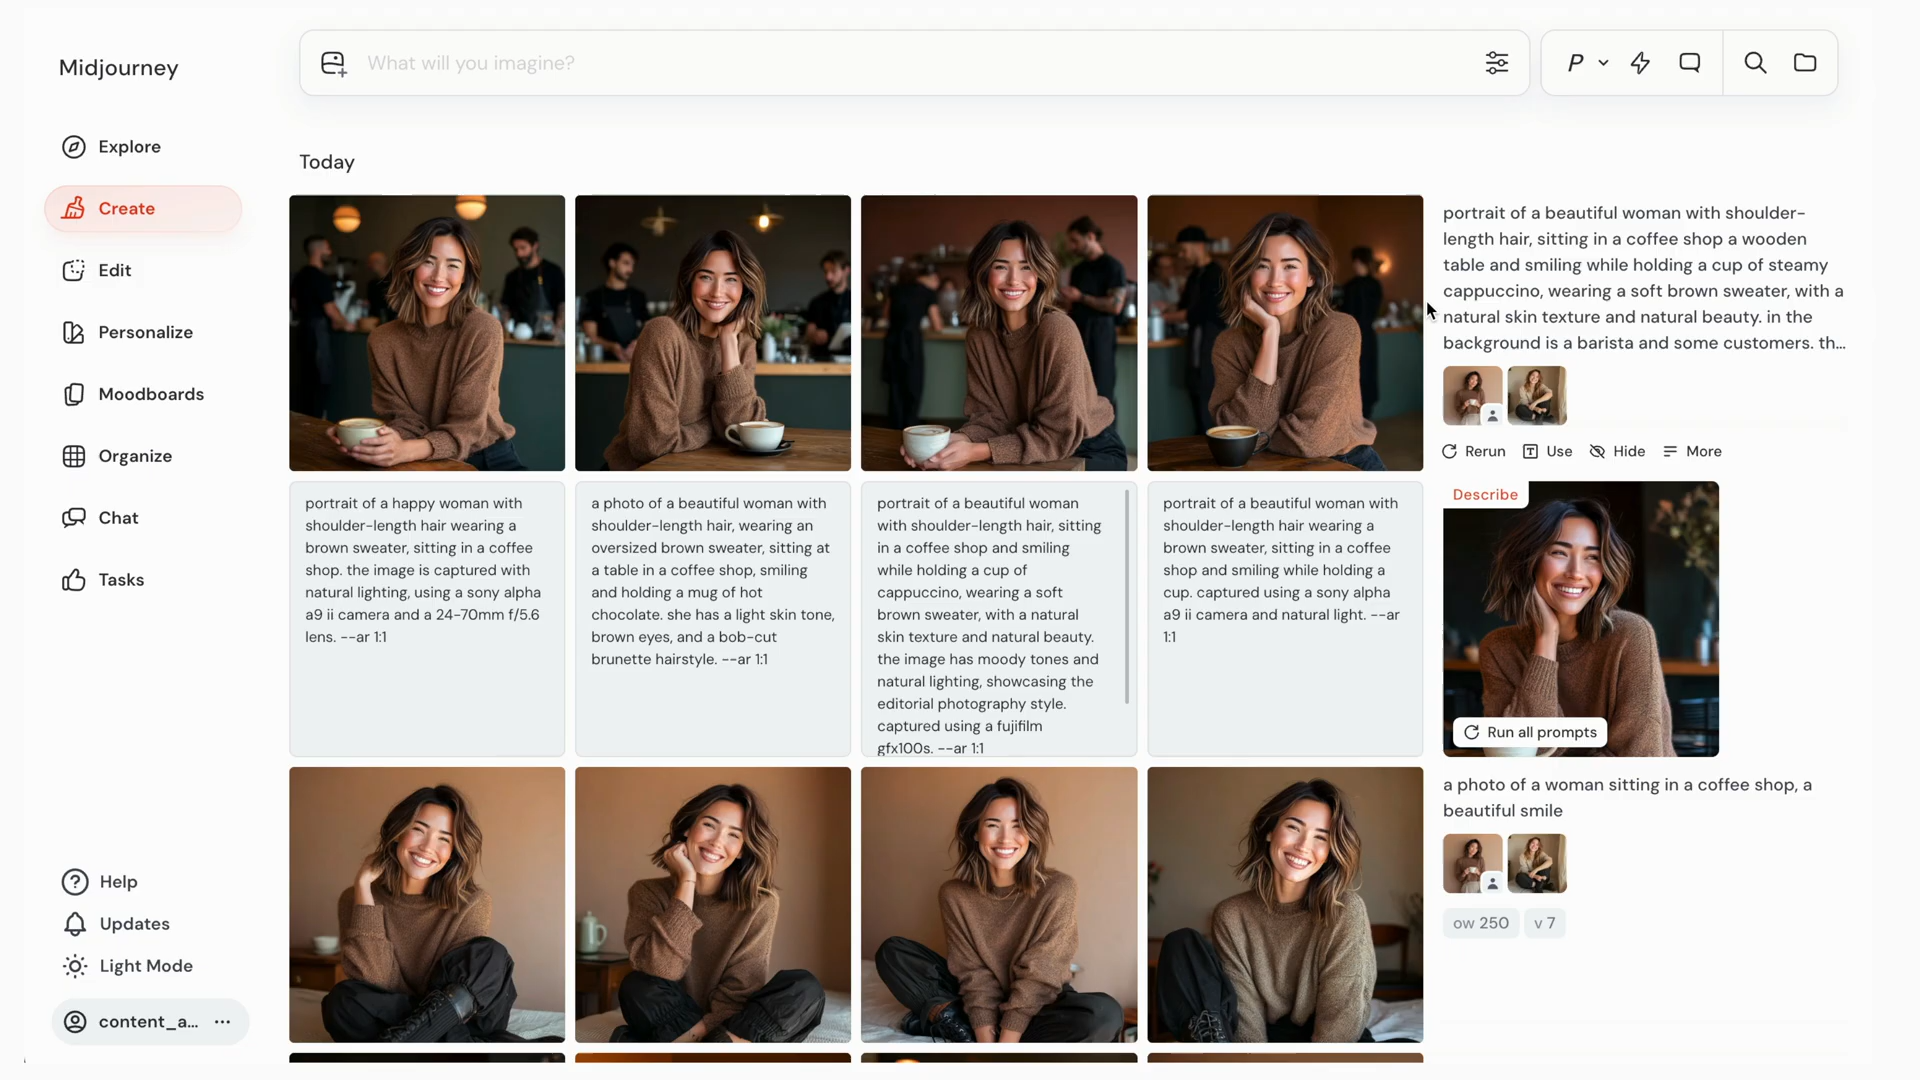 Midjourney
What will you imagine?
P
Explore
Create
Edit
Personalize
Moodboards
Organize
Chat
Tasks
Help
Updates
Light Mode
content_a... ...
Today
portrait of a beautiful woman with shoulder-
length hair, sitting in a coffee shop a wooden
table and smiling while holding a cup of steamy
cappuccino, wearing a soft brown sweater, with a
natural skin texture and natural beauty. in the
background is a barista and some customers. th...
Rerun Use Hide More
portrait of a happy woman with
shoulder-length hair wearing a
brown sweater, sitting in a coffee
shop. the image is captured with
natural lighting, using a sony alpha
a9 ii camera and a 24-70mm f/5.6
lens. --ar 1:1
a photo of a beautiful woman with
shoulder-length hair, wearing an
oversized brown sweater, sitting at
a table in a coffee shop, smiling
and holding a mug of hot
chocolate. she has a light skin tone,
brown eyes, and a bob-cut
brunette hairstyle. --ar 1:1
portrait of a beautiful woman
with shoulder-length hair, sitting
in a coffee shop and smiling
while holding a cup of
cappuccino, wearing a soft
brown sweater, with a natural
skin texture and natural beauty.
the image has moody tones and
natural lighting, showcasing the
editorial photography style.
captured using a fujifilm
gfx100s. --ar 1:1
portrait of a beautiful woman with
shoulder-length hair wearing a
brown sweater, sitting in a coffee
shop and smiling while holding a
cup. captured using a sony alpha
a9 ii camera and natural light. --ar
1:1
Describe
Run all prompts
a photo of a woman sitting in a coffee shop, a
beautiful smile
ow 250 v 7